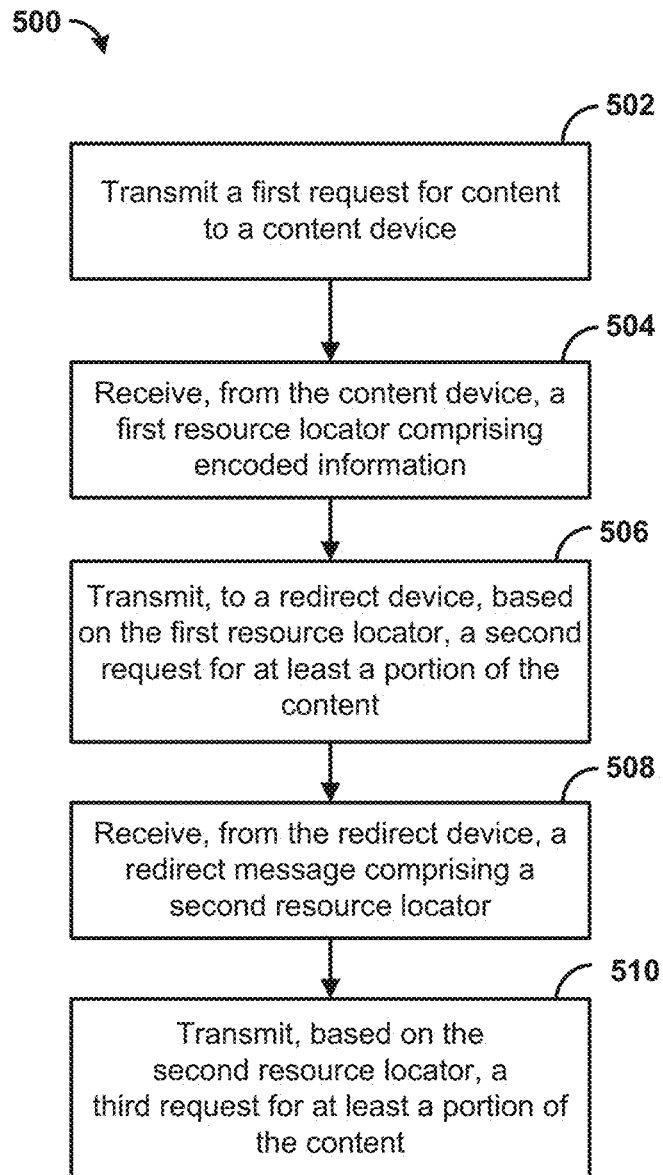 500
502
Transmit a first request for content
to a content device
504
Receive, from the content device, a
first resource locator comprising
encoded information
506
Transmit, to a redirect device, based
on the first resource locator, a second
request for at least a portion of the
content
508
Receive, from the redirect device, a
redirect message comprising a
second resource locator
510
Transmit, based on the
second resource locator, a
third request for at least a portion of
the content